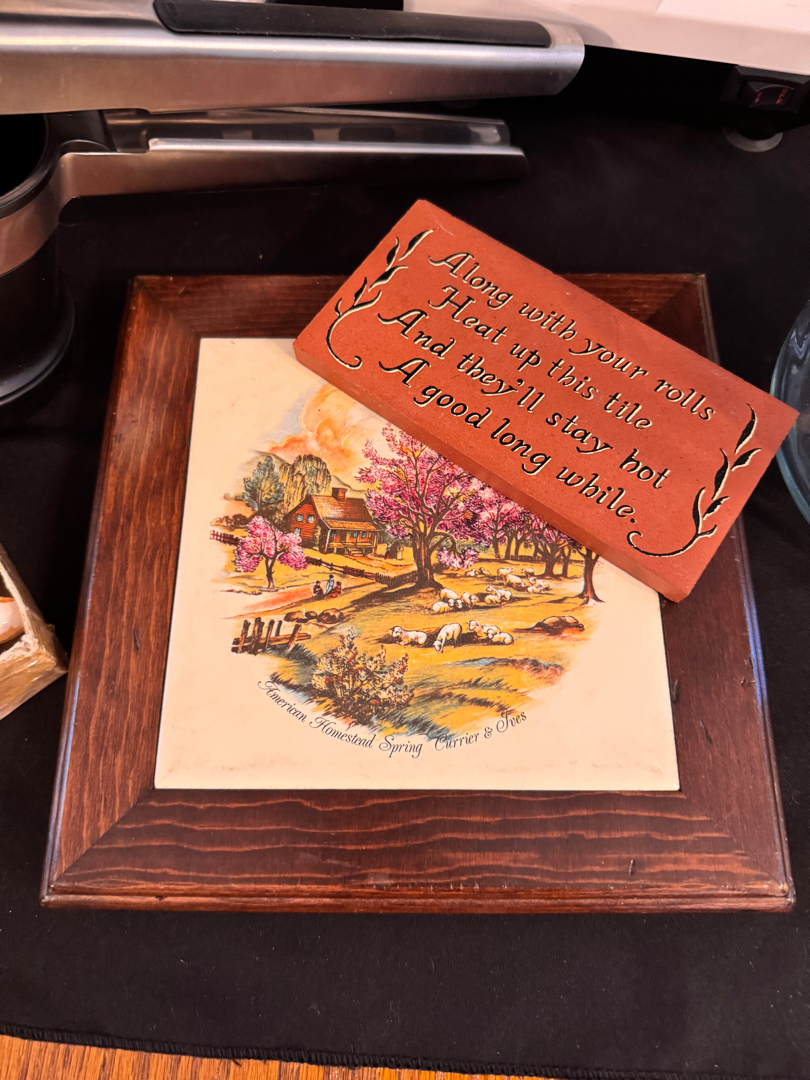 Along with your rolls
Heat up this tile
And they'll stay hot
A good long while.
American Homestead Spring Currier & Ives